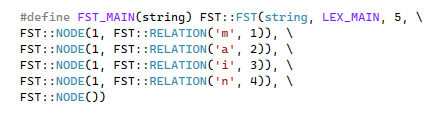 #define FST_MAIN(string) FST::FST(string, LEX_MAIN, 5, \
FST::NODE(1, FST::RELATION('m', 1)), \
FST::NODE(1, FST::RELATION('a', 2)), \
FST::NODE(1, FST::RELATION('i', 3)), \
FST::NODE(1, FST::RELATION('n', 4)), \
FST::NODE())